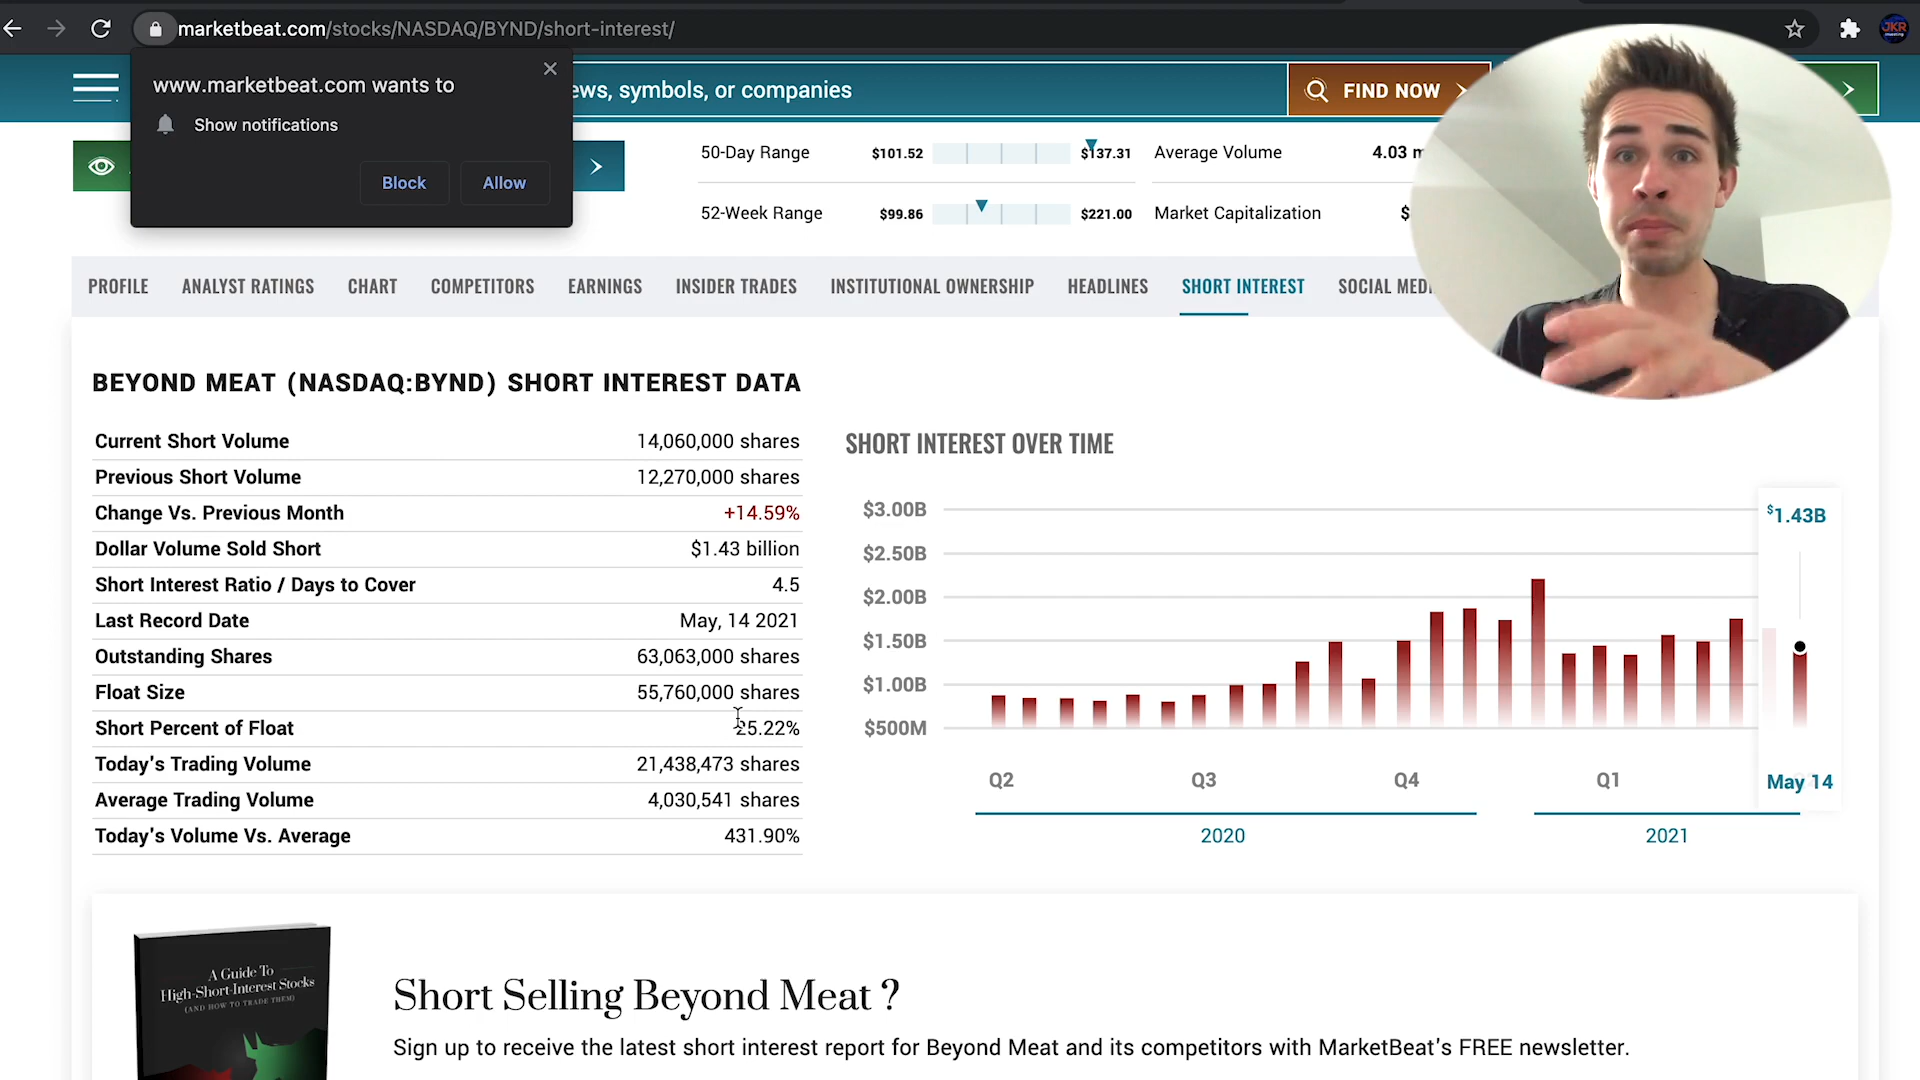 marketbeat.com/stocks/NASDAQ/BYND/short-interest/
JKR
www.marketbeat.com wants to
Show notifications
Block
Allow
ews, symbols, or companies
FIND NOW
50-Day Range $101.52 $137.31 Average Volume 4.03 m
52-Week Range $99.86 $221.00 Market Capitalization $
PROFILE ANALYST RATINGS CHART COMPETITORS EARNINGS INSIDER TRADES INSTITUTIONAL OWNERSHIP HEADLINES SHORT INTEREST SOCIAL MEDI
BEYOND MEAT (NASDAQ:BYND) SHORT INTEREST DATA
Current Short Volume 14,060,000 shares
Previous Short Volume 12,270,000 shares
Change Vs. Previous Month +14.59%
Dollar Volume Sold Short $1.43 billion
Short Interest Ratio / Days to Cover 4.5
Last Record Date May, 14 2021
Outstanding Shares 63,063,000 shares
Float Size 55,760,000 shares
Short Percent of Float 25.22%
Today's Trading Volume 21,438,473 shares
Average Trading Volume 4,030,541 shares
Today's Volume Vs. Average 431.90%
SHORT INTEREST OVER TIME
$3.00B
$1.43B
$2.50B
$2.00B
$1.50B
$1.00B
$500M
Q2 Q3 Q4 Q1 May 14
2020 2021
A Guide To
High-Short-Interest Stocks
(AND HOW TO TRADE THEM)
Short Selling Beyond Meat ?
Sign up to receive the latest short interest report for Beyond Meat and its competitors with MarketBeat's FREE newsletter.